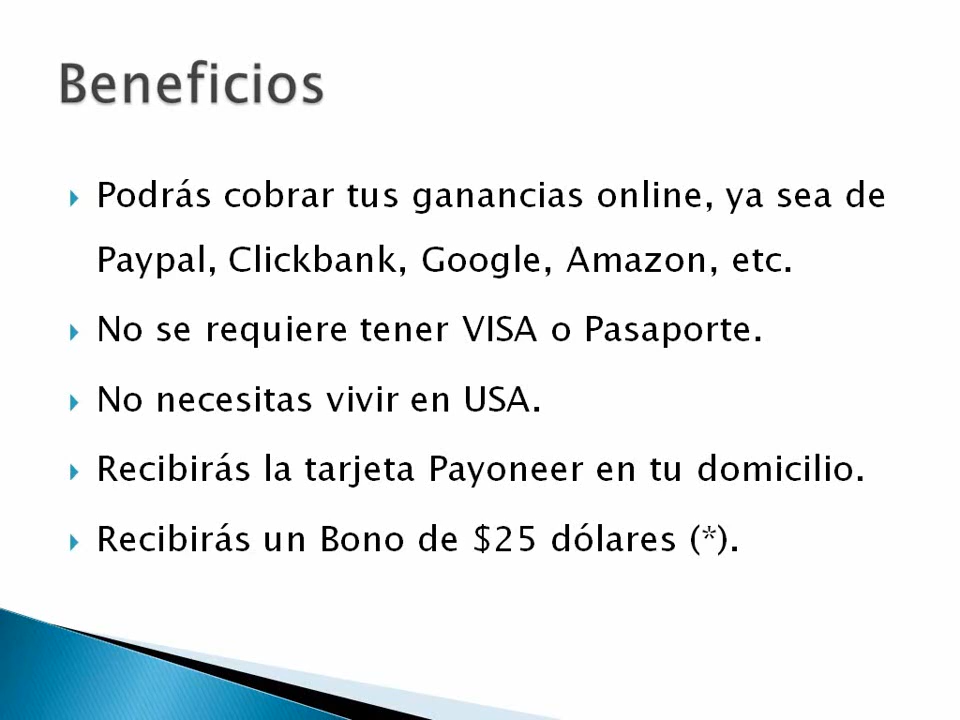 Beneficios
Podrás cobrar tus ganancias online, ya sea de
Paypal, Clickbank, Google, Amazon, etc.
No se requiere tener VISA o Pasaporte.
No necesitas vivir en USA.
Recibirás la tarjeta Payoneer en tu domicilio.
Recibirás un Bono de $25 dólares (*).